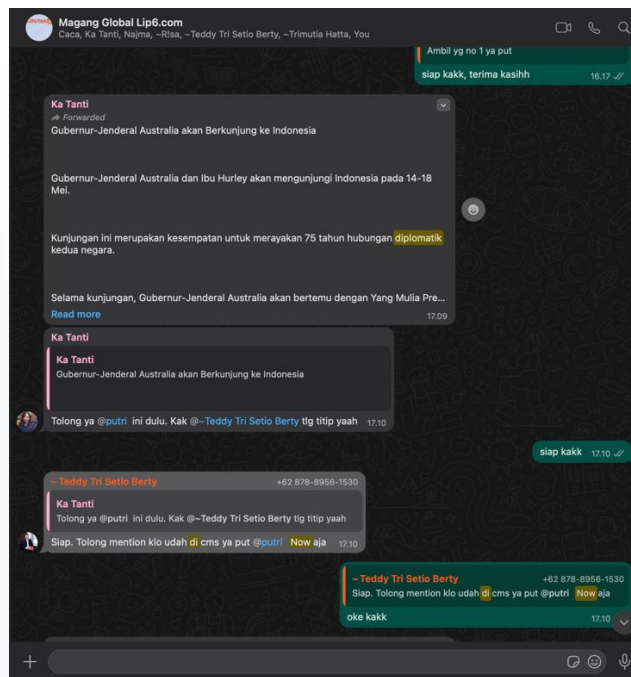 LIPUTAN6
Magang Global Lip6.com
Caca, Ka Tanti, Najma, ~R!sa, ~Teddy Tri Setio Berty, ~Trimutia Hatta, You
Ambil yg no 1 ya put
siap kakk, terima kasihh 16.17
Ka Tanti
Forwarded
Gubernur-Jenderal Australia akan Berkunjung ke Indonesia
Gubernur-Jenderal Australia dan Ibu Hurley akan mengunjungi Indonesia pada 14-18
Mei.
Kunjungan ini merupakan kesempatan untuk merayakan 75 tahun hubungan diplomatik
kedua negara.
Selama kunjungan, Gubernur-Jenderal Australia akan bertemu dengan Yang Mulia Pre...
Read more 17.09
Ka Tanti
Ka Tanti
Gubernur-Jenderal Australia akan Berkunjung ke Indonesia
Tolong ya @putri ini dulu. Kak @~Teddy Tri Setio Berty tlg titip yaah 17.10
siap kakk 17.10
~Teddy Tri Setio Berty +62 878-8956-1530
Ka Tanti
Tolong ya @putri ini dulu. Kak @~Teddy Tri Setio Berty tlg titip yaah
Siap. Tolong mention klo udah di cms ya put @putri Now aja 17.10
~Teddy Tri Setio Berty +62 878-8956-1530
Siap. Tolong mention klo udah di cms ya put @putri Now aja
oke kakk 17.10